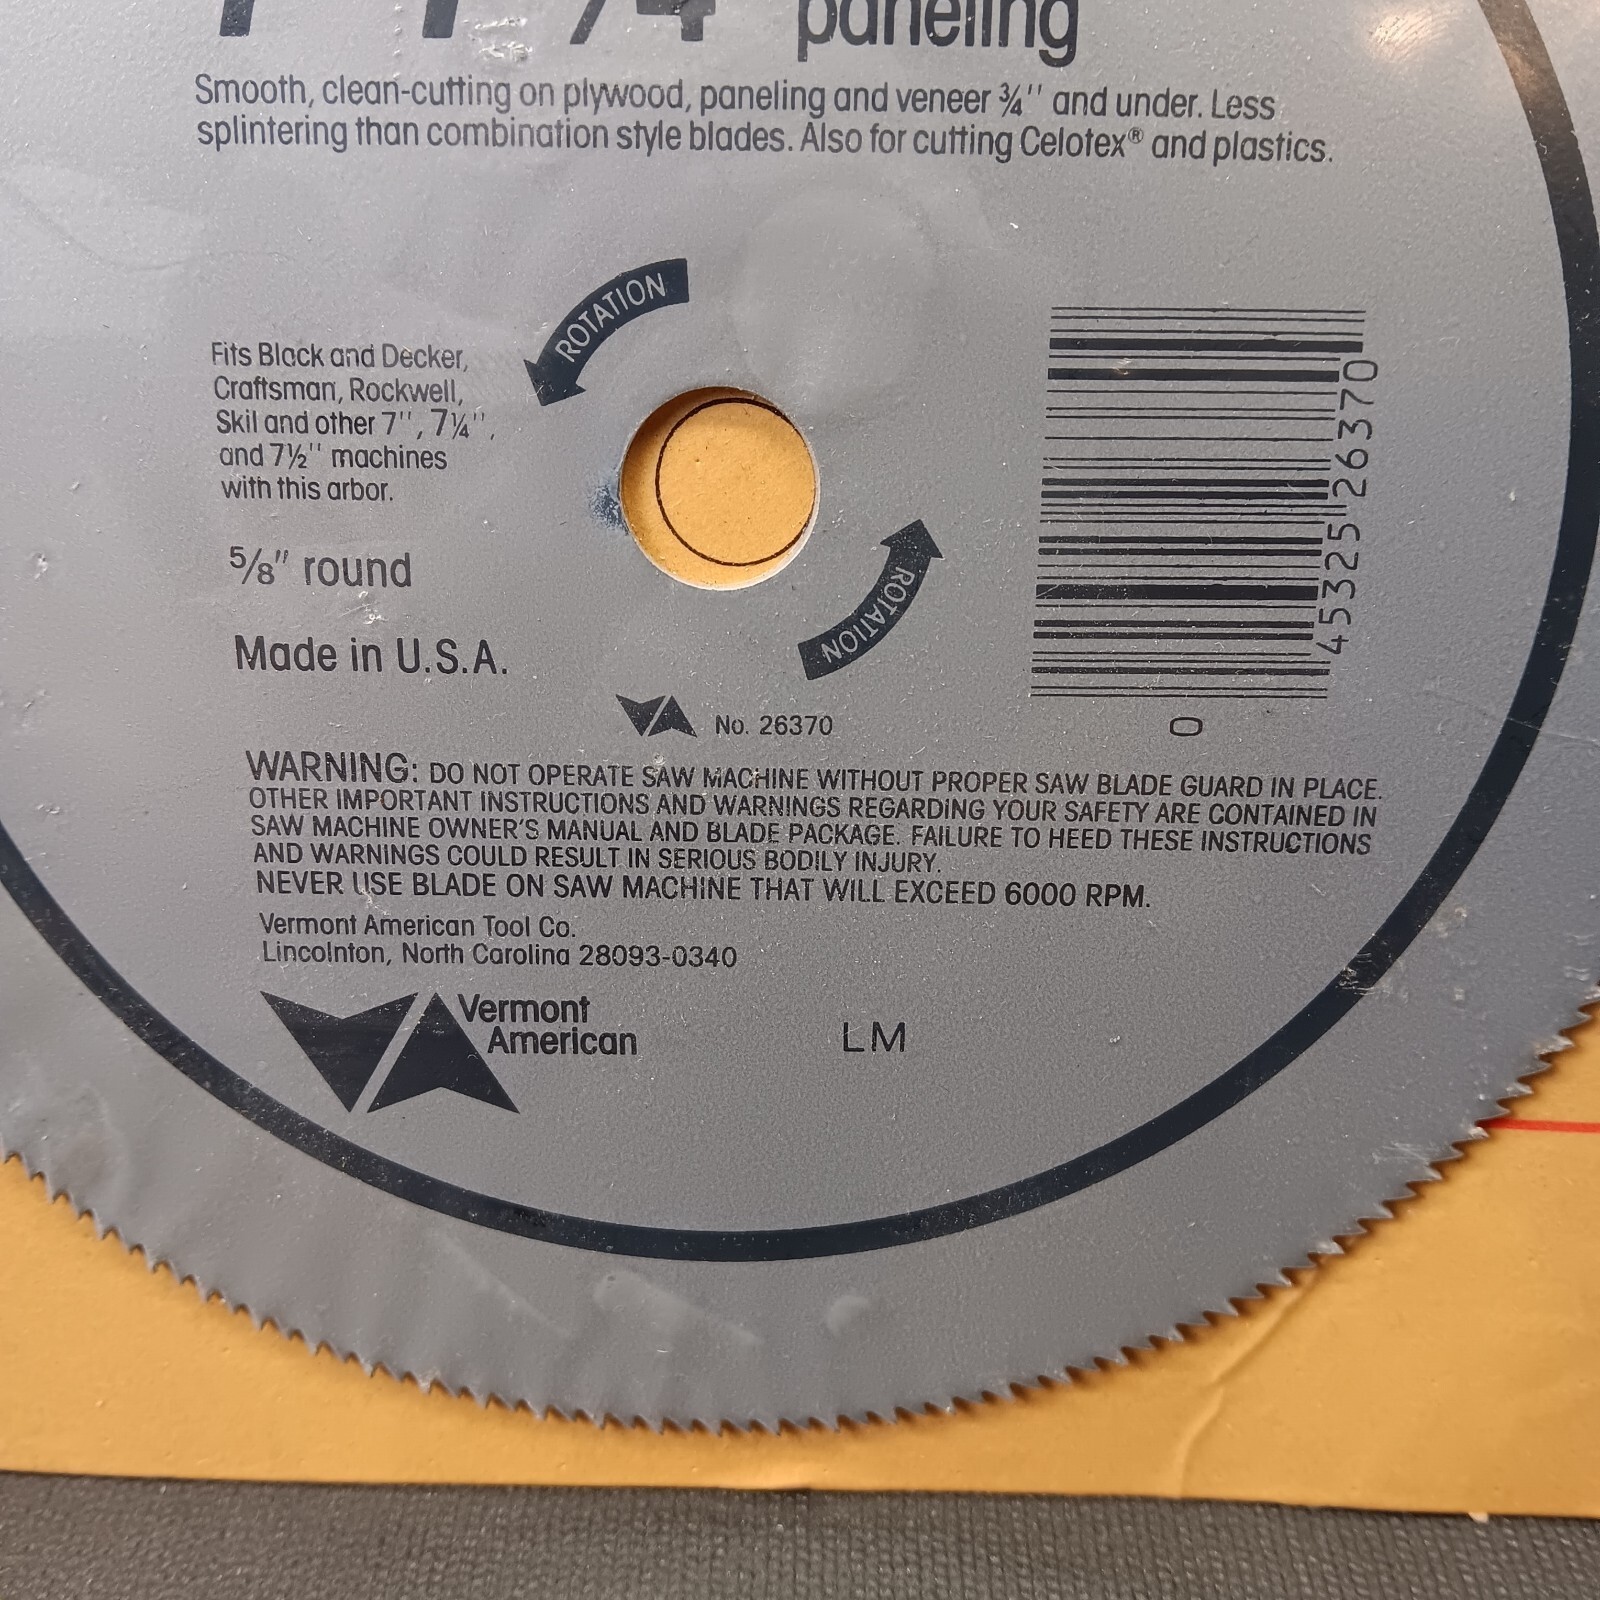 7 1/4" paneling
Smooth, clean-cutting on plywood, paneling and veneer ¾'' and under. Less
splintering than combination style blades. Also for cutting Celotex® and plastics.
ROTATION
Fits Black and Decker,
Craftsman, Rockwell,
Skil and other 7'', 7¼'',
and 7½'' machines
with this arbor.
⅝'' round
Made in U.S.A.
ROTATION
45325 26370
0
VA No. 26370
WARNING: DO NOT OPERATE SAW MACHINE WITHOUT PROPER SAW BLADE GUARD IN PLACE.
OTHER IMPORTANT INSTRUCTIONS AND WARNINGS REGARDING YOUR SAFETY ARE CONTAINED IN
SAW MACHINE OWNER'S MANUAL AND BLADE PACKAGE. FAILURE TO HEED THESE INSTRUCTIONS
AND WARNINGS COULD RESULT IN SERIOUS BODILY INJURY.
NEVER USE BLADE ON SAW MACHINE THAT WILL EXCEED 6000 RPM.
Vermont American Tool Co.
Lincolnton, North Carolina 28093-0340
VA Vermont
American
LM